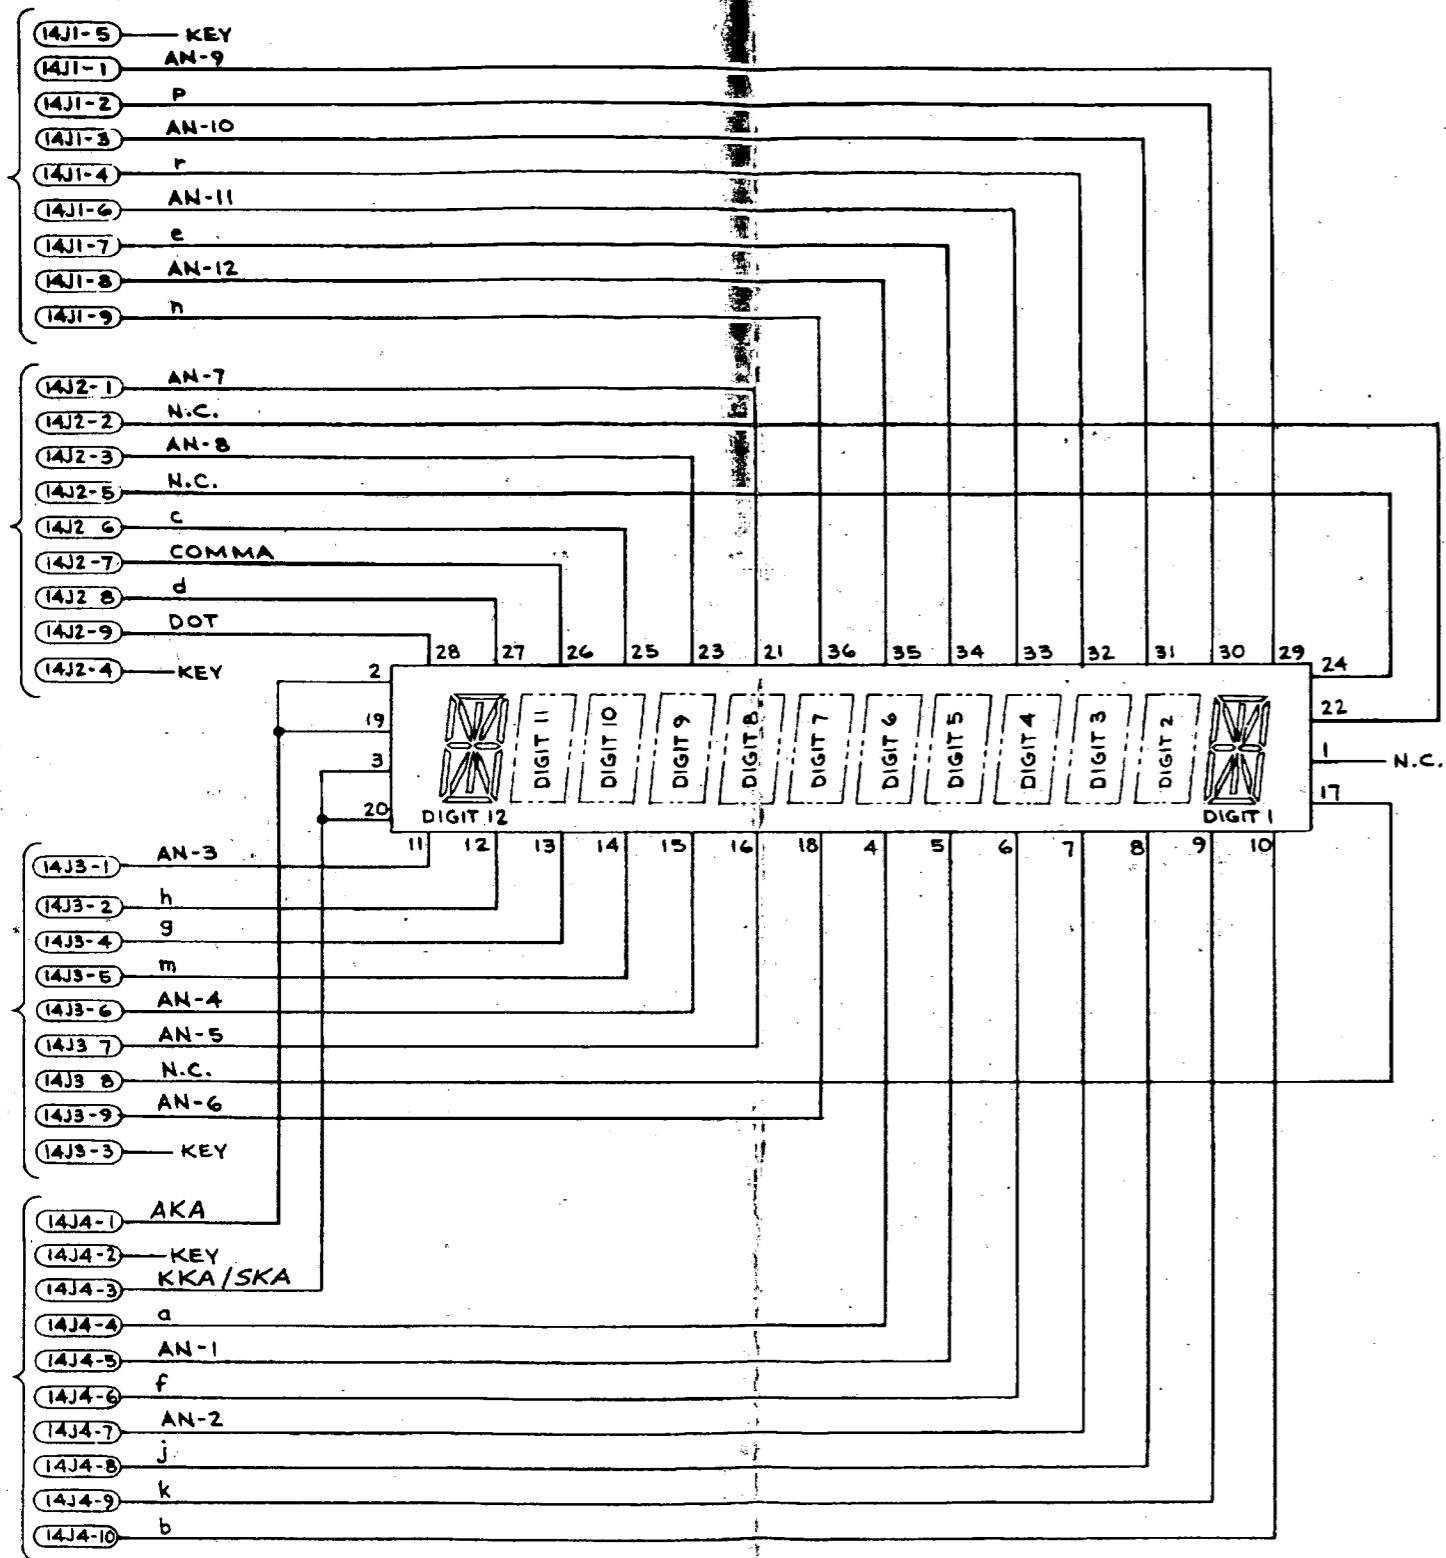 14J1-5 KEY
14J1-1 AN-9
14J1-2 P
14J1-3 AN-10
14J1-4 r
14J1-6 AN-11
14J1-7 e
14J1-8 AN-12
14J1-9 n
14J2-1 AN-7
14J2-2 N.C.
14J2-3 AN-8
14J2-5 N.C.
14J2 6 c
14J2-7 COMMA
14J2 8 d
14J2-9 DOT
14J2-4 KEY
28 27 26 25 23 21 36 35 34 33 32 31 30 29
2 24
19 22
3 1 N.C.
20 17
DIGIT 12
DIGIT 11
DIGIT 10
DIGIT 9
DIGIT 8
DIGIT 7
DIGIT 6
DIGIT 5
DIGIT 4
DIGIT 3
DIGIT 2
DIGIT 1
11 12 13 14 15 16 18 4 5 6 7 8 9 10
14J3-1 AN-3
14J3-2 h
14J3-4 g
14J3-5 m
14J3-6 AN-4
14J3 7 AN-5
14J3 8 N.C.
14J3-9 AN-6
14J3-3 KEY
14J4-1 AKA
14J4-2 KEY
14J4-3 KKA/SKA
14J4-4 a
14J4-5 AN-1
14J4-6 f
14J4-7 AN-2
14J4-8 j
14J4-9 k
14J4-10 b